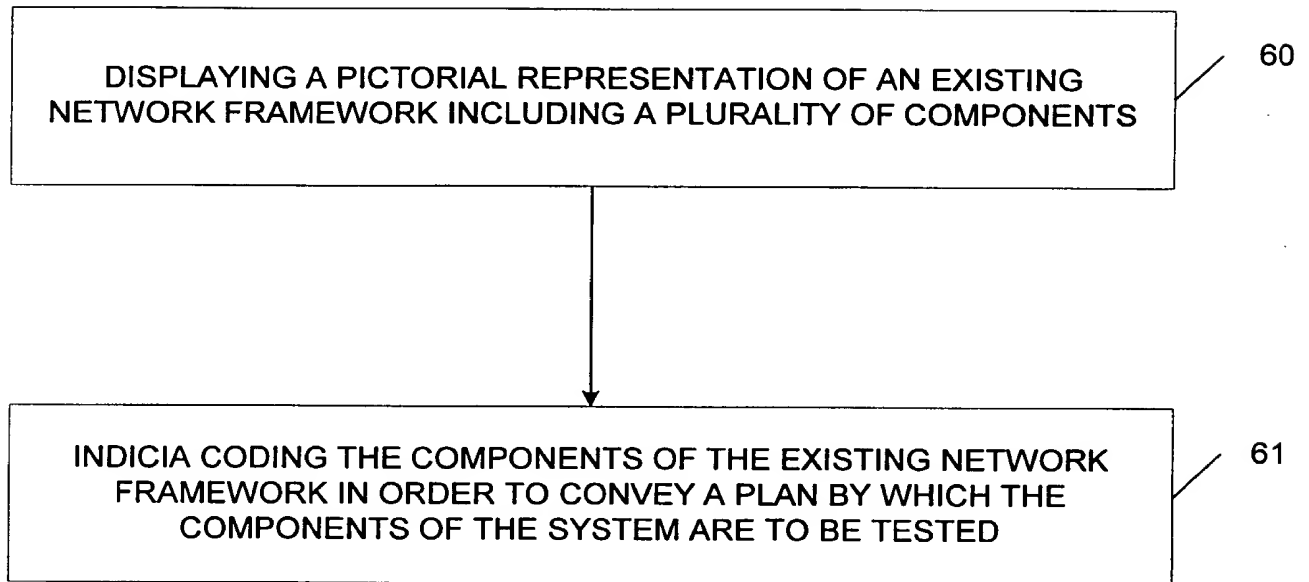 DISPLAYING A PICTORIAL REPRESENTATION OF AN EXISTING
NETWORK FRAMEWORK INCLUDING A PLURALITY OF COMPONENTS
60
INDICIA CODING THE COMPONENTS OF THE EXISTING NETWORK
FRAMEWORK IN ORDER TO CONVEY A PLAN BY WHICH THE
COMPONENTS OF THE SYSTEM ARE TO BE TESTED
61